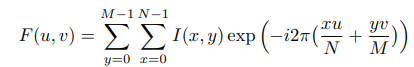 F(u, v) = \sum_{y=0}^{M-1} \sum_{x=0}^{N-1} I(x, y) \exp\left(-i2\pi\left(\frac{xu}{N} + \frac{yv}{M}\right)\right)